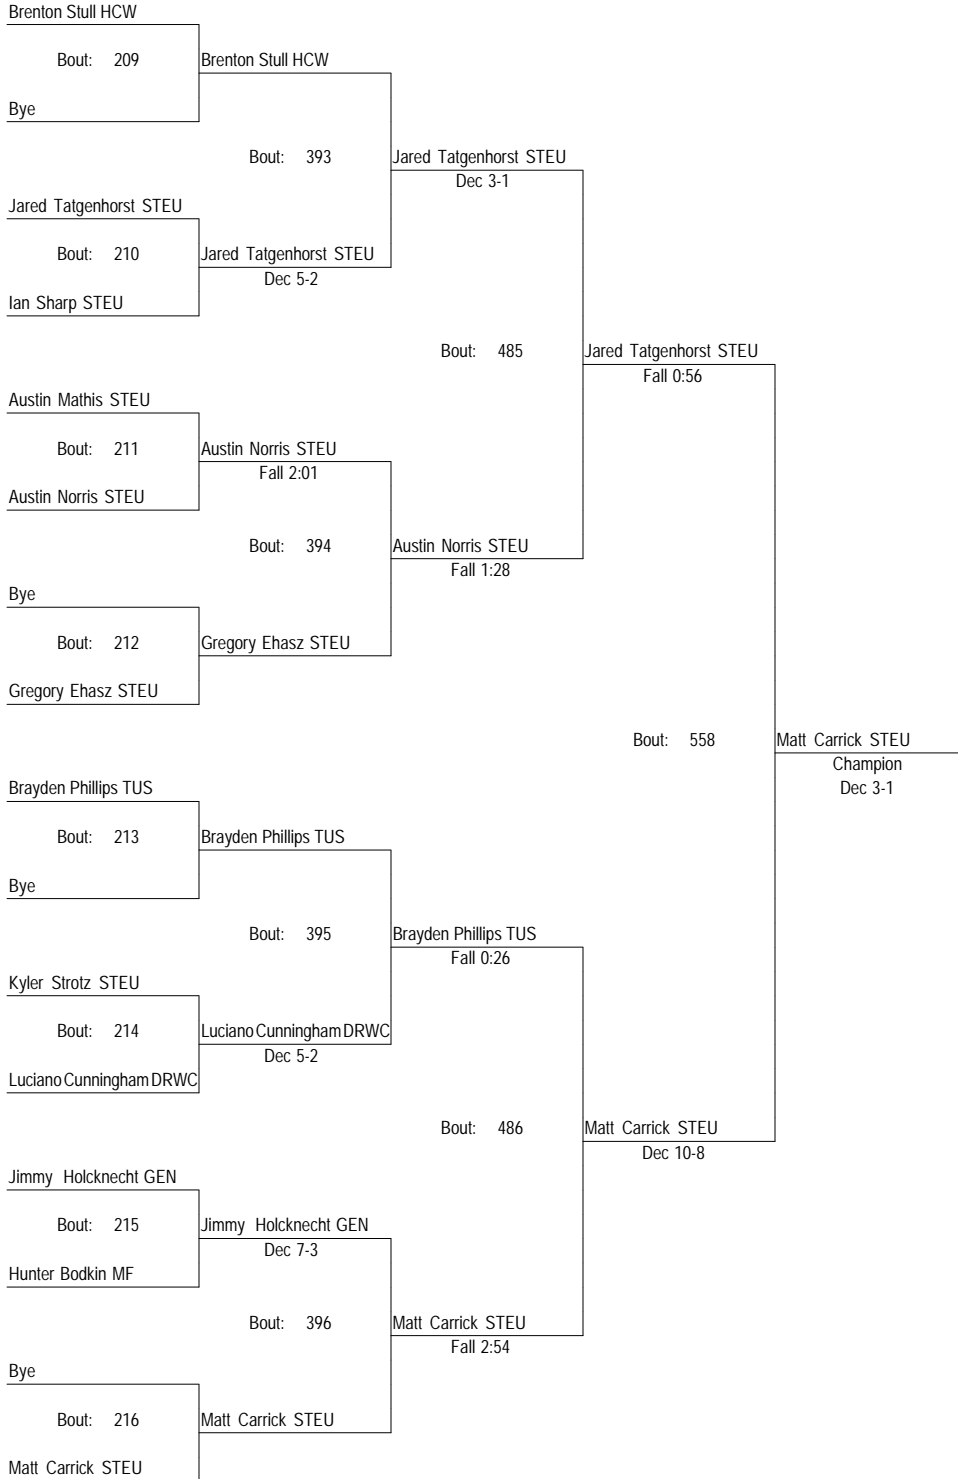 Brenton Stull HCW
Bout: 209 Brenton Stull HCW
Bye
Bout: 393 Jared Tatgenhorst STEU
Dec 3-1
Jared Tatgenhorst STEU
Bout: 210 Jared Tatgenhorst STEU
Dec 5-2
Ian Sharp STEU
Bout: 485 Jared Tatgenhorst STEU
Fall 0:56
Austin Mathis STEU
Bout: 211 Austin Norris STEU
Fall 2:01
Austin Norris STEU
Bout: 394 Austin Norris STEU
Fall 1:28
Bye
Bout: 212 Gregory Ehasz STEU
Gregory Ehasz STEU
Bout: 558 Matt Carrick STEU
Champion
Dec 3-1
Brayden Phillips TUS
Bout: 213 Brayden Phillips TUS
Bye
Bout: 395 Brayden Phillips TUS
Fall 0:26
Kyler Strotz STEU
Bout: 214 Luciano Cunningham DRWC
Dec 5-2
Luciano Cunningham DRWC
Bout: 486 Matt Carrick STEU
Dec 10-8
Jimmy Holcknecht GEN
Bout: 215 Jimmy Holcknecht GEN
Dec 7-3
Hunter Bodkin MF
Bout: 396 Matt Carrick STEU
Fall 2:54
Bye
Bout: 216 Matt Carrick STEU
Matt Carrick STEU